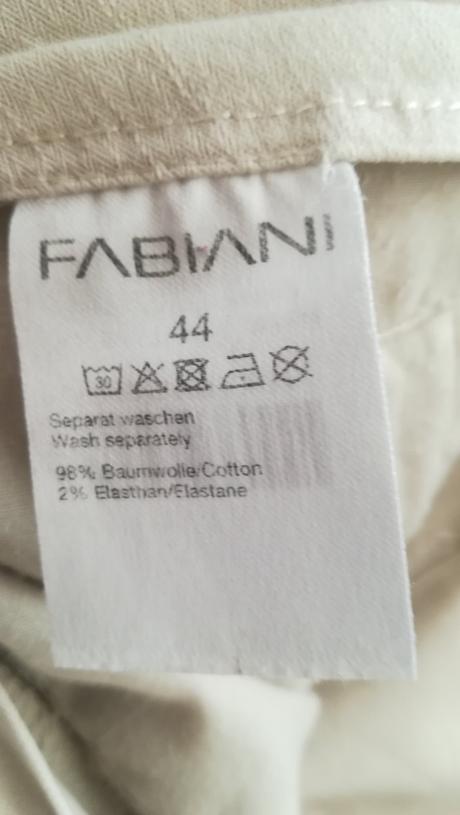 FABIANI
44
30
Separat waschen
Wash separately
98% Baumwolle/Cotton
2% Elasthan/Elastane